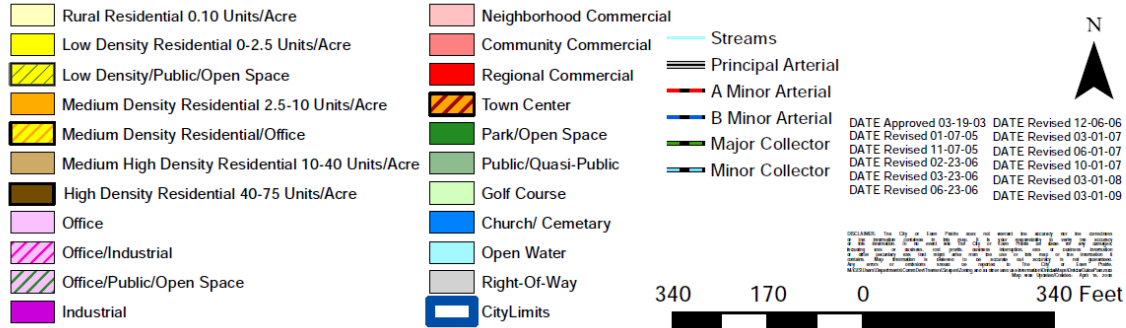 Rural Residential 0.10 Units/Acre
Low Density Residential 0-2.5 Units/Acre
Low Density/Public/Open Space
Medium Density Residential 2.5-10 Units/Acre
Medium Density Residential/Office
Medium High Density Residential 10-40 Units/Acre
High Density Residential 40-75 Units/Acre
Office
Office/Industrial
Office/Public/Open Space
Industrial
Neighborhood Commercial
Community Commercial
Regional Commercial
Town Center
Park/Open Space
Public/Quasi-Public
Golf Course
Church/ Cemetary
Open Water
Right-Of-Way
CityLimits
Streams
Principal Arterial
A Minor Arterial
B Minor Arterial
Major Collector
Minor Collector
N
DATE Approved 03-19-03
DATE Revised 01-07-05
DATE Revised 11-07-05
DATE Revised 02-23-06
DATE Revised 03-23-06
DATE Revised 06-23-06
DATE Revised 12-06-06
DATE Revised 03-01-07
DATE Revised 06-01-07
DATE Revised 10-01-07
DATE Revised 03-01-08
DATE Revised 03-01-09
340 170 0 340 Feet